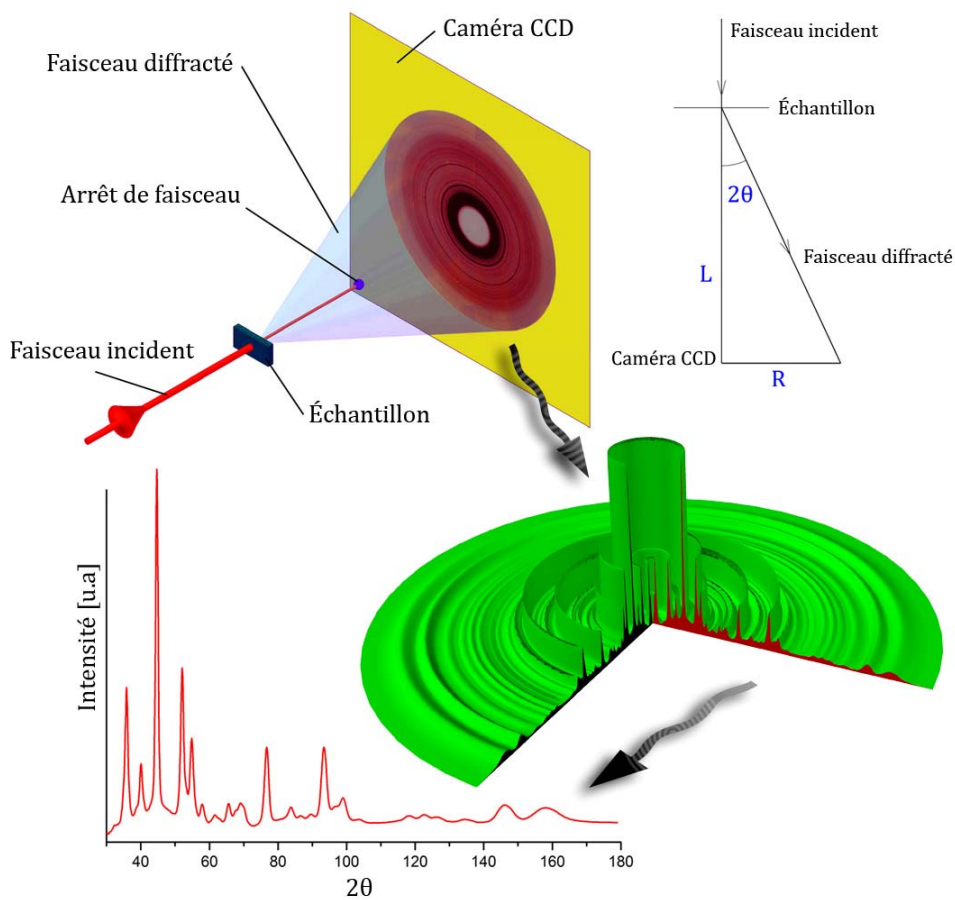 Caméra CCD
Faisceau diffracté
Arrêt de faisceau
Faisceau incident
Échantillon
Faisceau incident
Échantillon
2θ
Faisceau diffracté
L
Caméra CCD
R
Intensité [u.a]
40 60 80 100 120 140 160 180
2θ